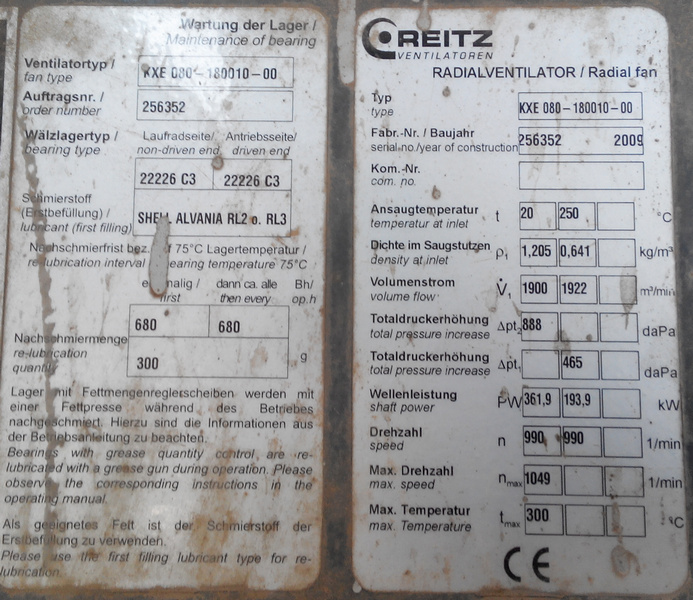 Wartung der Lager /
Maintenance of bearing
Ventilatortyp /
fan type
KXE 080-180010-00
Auftragsnr. /
order number
256352
Wälzlagertyp /
bearing type
Laufradseite/ Antriebsseite/
non-driven end driven end
22226 C3 22226 C3
Schmierstoff
(Erstbefüllung) /
lubricant (first filling)
SHELL ALVANIA RL2 o. RL3
Nachschmierfrist bez. f 75°C Lagertemperatur /
re-lubrication interval bearing temperature 75°C
/ dann ca. alle Bh/
first then every op.h
680 680
Nachschmiermenge
re-lubrication
quantity
300 g
Lager mit Fettmengenreglerscheiben werden mit
einer Fettpresse während des Betriebes
nachgeschmiert. Hierzu sind die Informationen aus
der Betriebsanleitung zu beachten.
Bearings with grease quantity control, are re-
lubricated with a grease gun during operation. Please
observe the corresponding instructions in the
operating manual.
Als geeignetes Fett ist der Schmierstoff der
Erstbefüllung zu verwenden.
Please use the first filling lubricant type for re-
lubrication.
REITZ
VENTILATOREN
RADIALVENTILATOR / Radial fan
Typ
type
KXE 080-180010-00
Fabr.-Nr. / Baujahr
serial.no./year of construction
256352 2009
Kom.-Nr.
com. no.
Ansaugtemperatur
temperatur at inlet
t 20 250 °C
Dichte im Saugstutzen
density at inlet
ρ1 1,205 0,641 kg/m³
Volumenstrom
volume flow
V̇1 1900 1922 m³/min
Totaldruckerhöhung
total pressure increase
Δpt2 888 daPa
Totaldruckerhöhung
total pressure increase
Δpt1 465 daPa
Wellenleistung
shaft power
PW 361,9 193,9 kW
Drehzahl
speed
n 990 990 1/min
Max. Drehzahl
max. speed
nmax 1049 1/min
Max. Temperatur
max. Temperature
tmax 300 °C
CE